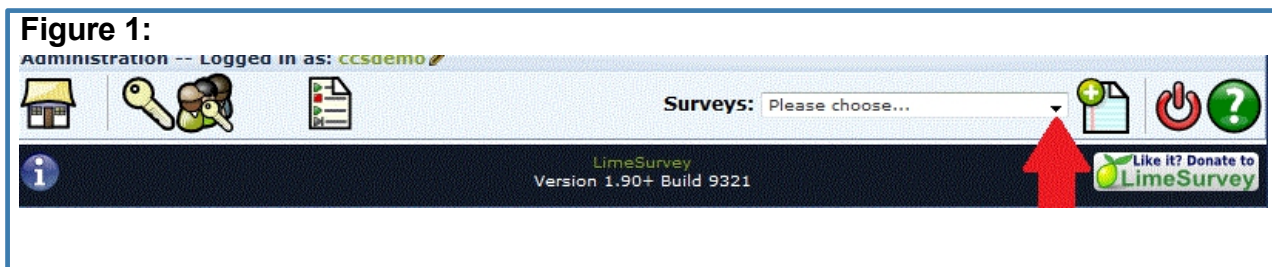 Figure 1:
Administration -- Logged in as: ccsdemo
Surveys: Please choose...
?
i
LimeSurvey
Version 1.90+ Build 9321
Like it? Donate to
LimeSurvey